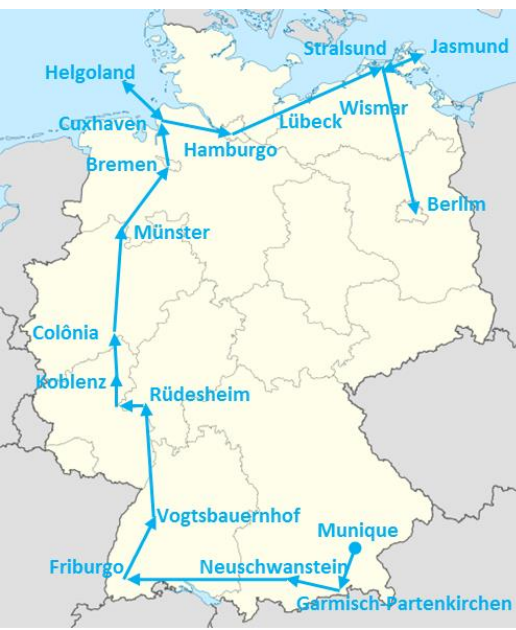 Stralsund
Jasmund
Helgoland
Cuxhaven
Wismar
Lübeck
Hamburgo
Bremen
Berlim
Münster
Colônia
Koblenz
Rüdesheim
Vogtsbauernhof
Munique
Friburgo
Neuschwanstein
Garmisch-Partenkirchen